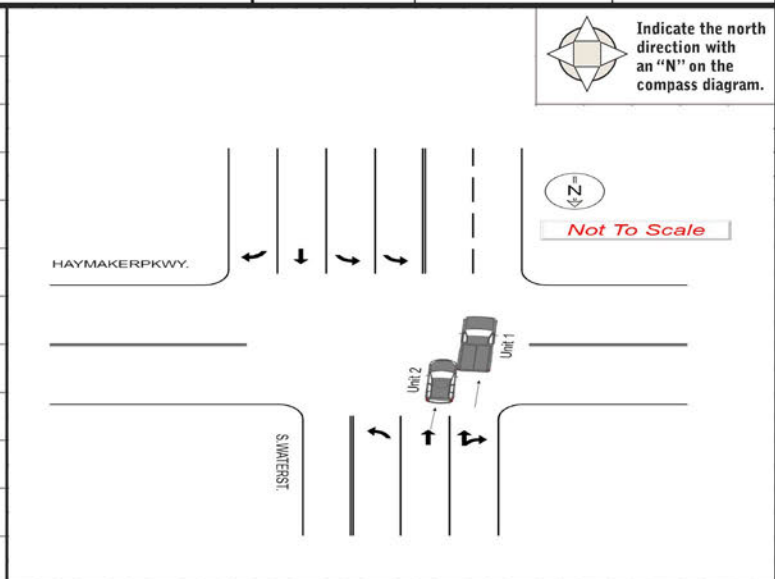 Indicate the north
direction with
an "N" on the
compass diagram.
N
Not To Scale
HAYMAKERPKWY.
Unit 1
Unit 2
S.WATERST.